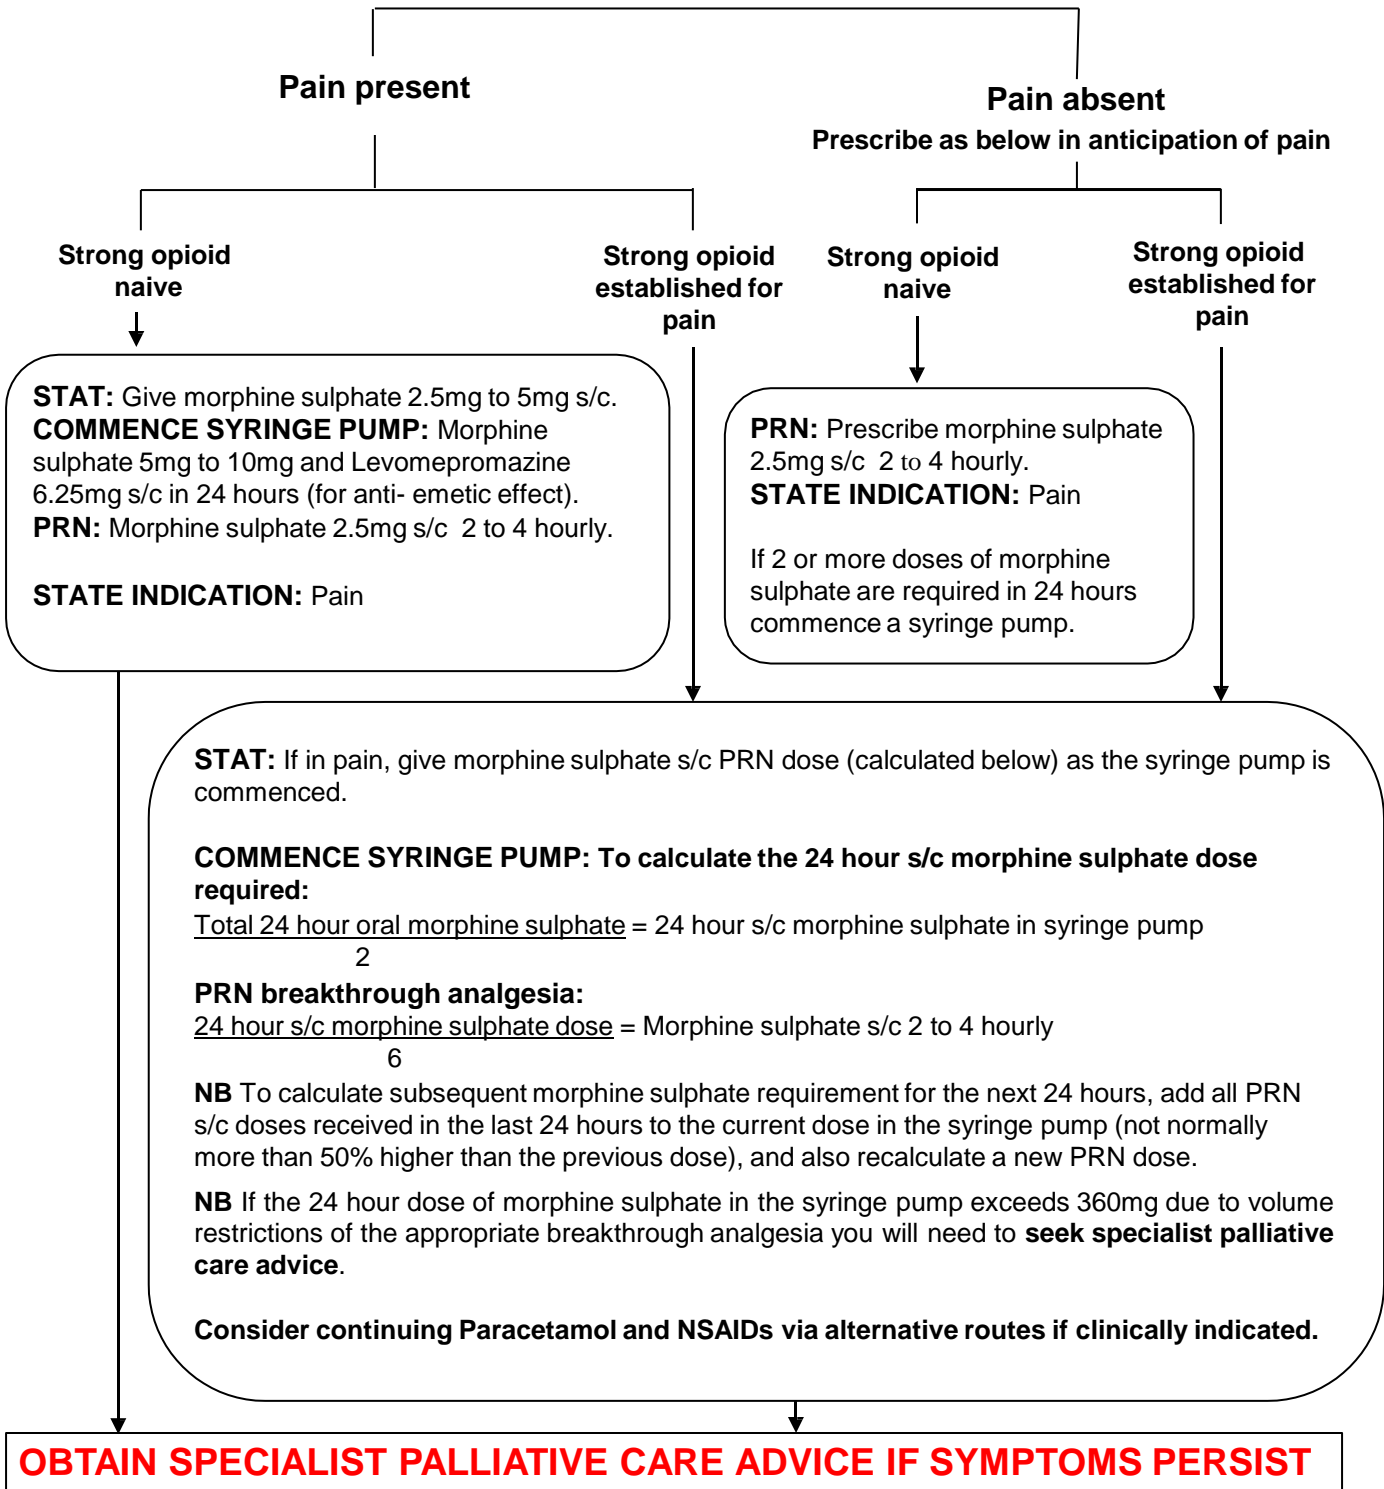 Pain present
Pain absent
Prescribe as below in anticipation of pain
Strong opioid
naive
Strong opioid
established for
pain
Strong opioid
naive
Strong opioid
established for
pain
STAT: Give morphine sulphate 2.5mg to 5mg s/c.
COMMENCE SYRINGE PUMP: Morphine
sulphate 5mg to 10mg and Levomepromazine
6.25mg s/c in 24 hours (for anti- emetic effect).
PRN: Morphine sulphate 2.5mg s/c 2 to 4 hourly.
STATE INDICATION: Pain
PRN: Prescribe morphine sulphate
2.5mg s/c 2 to 4 hourly.
STATE INDICATION: Pain
If 2 or more doses of morphine
sulphate are required in 24 hours
commence a syringe pump.
STAT: If in pain, give morphine sulphate s/c PRN dose (calculated below) as the syringe pump is
commenced.
COMMENCE SYRINGE PUMP: To calculate the 24 hour s/c morphine sulphate dose
required:
Total 24 hour oral morphine sulphate = 24 hour s/c morphine sulphate in syringe pump
2
PRN breakthrough analgesia:
24 hour s/c morphine sulphate dose = Morphine sulphate s/c 2 to 4 hourly
6
NB To calculate subsequent morphine sulphate requirement for the next 24 hours, add all PRN
s/c doses received in the last 24 hours to the current dose in the syringe pump (not normally
more than 50% higher than the previous dose), and also recalculate a new PRN dose.
NB If the 24 hour dose of morphine sulphate in the syringe pump exceeds 360mg due to volume
restrictions of the appropriate breakthrough analgesia you will need to seek specialist palliative
care advice.
Consider continuing Paracetamol and NSAIDs via alternative routes if clinically indicated.
OBTAIN SPECIALIST PALLIATIVE CARE ADVICE IF SYMPTOMS PERSIST